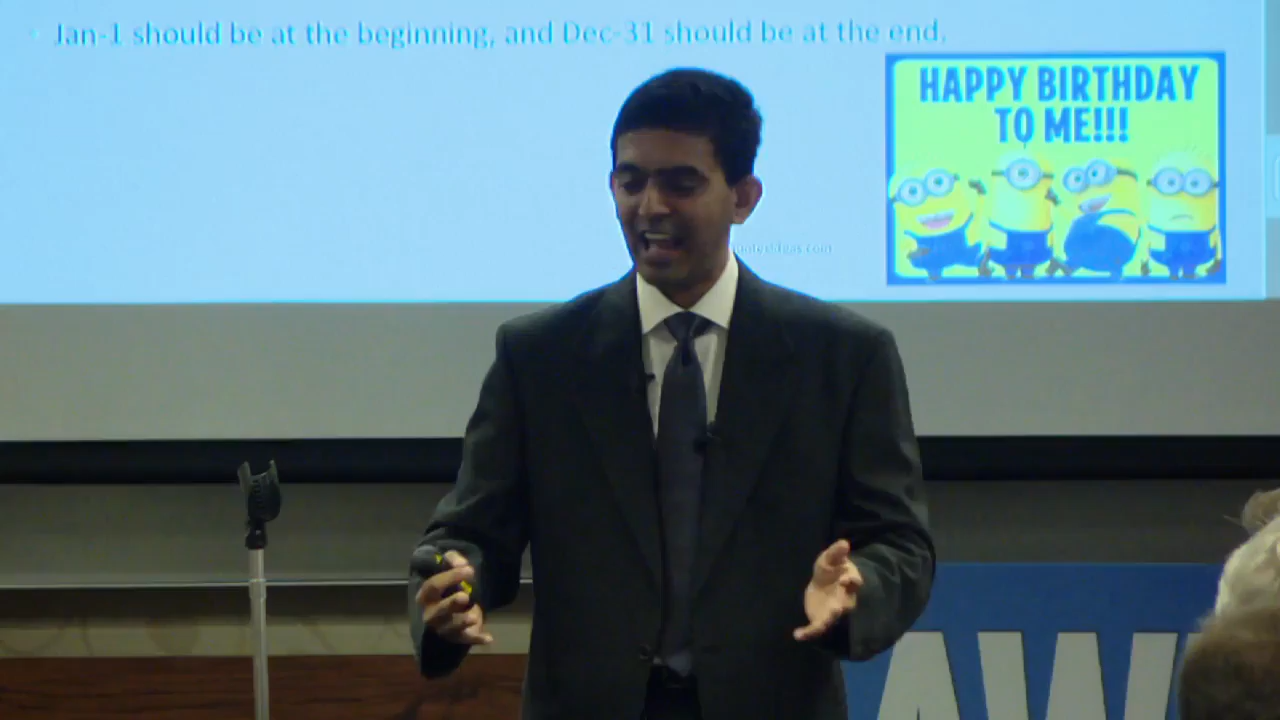 Jan-1 should be at the beginning, and Dec-31 should be at the end.
HAPPY BIRTHDAY
TO ME!!!
AW